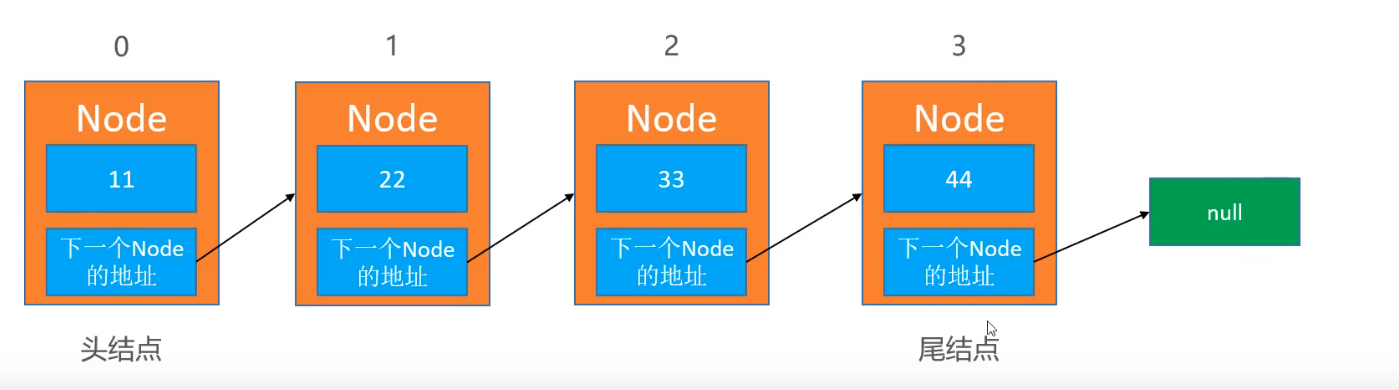 0
1
2
3
Node
11
下一个Node
的地址
Node
22
下一个Node
的地址
Node
33
下一个Node
的地址
Node
44
下一个Node
的地址
null
头结点
尾结点